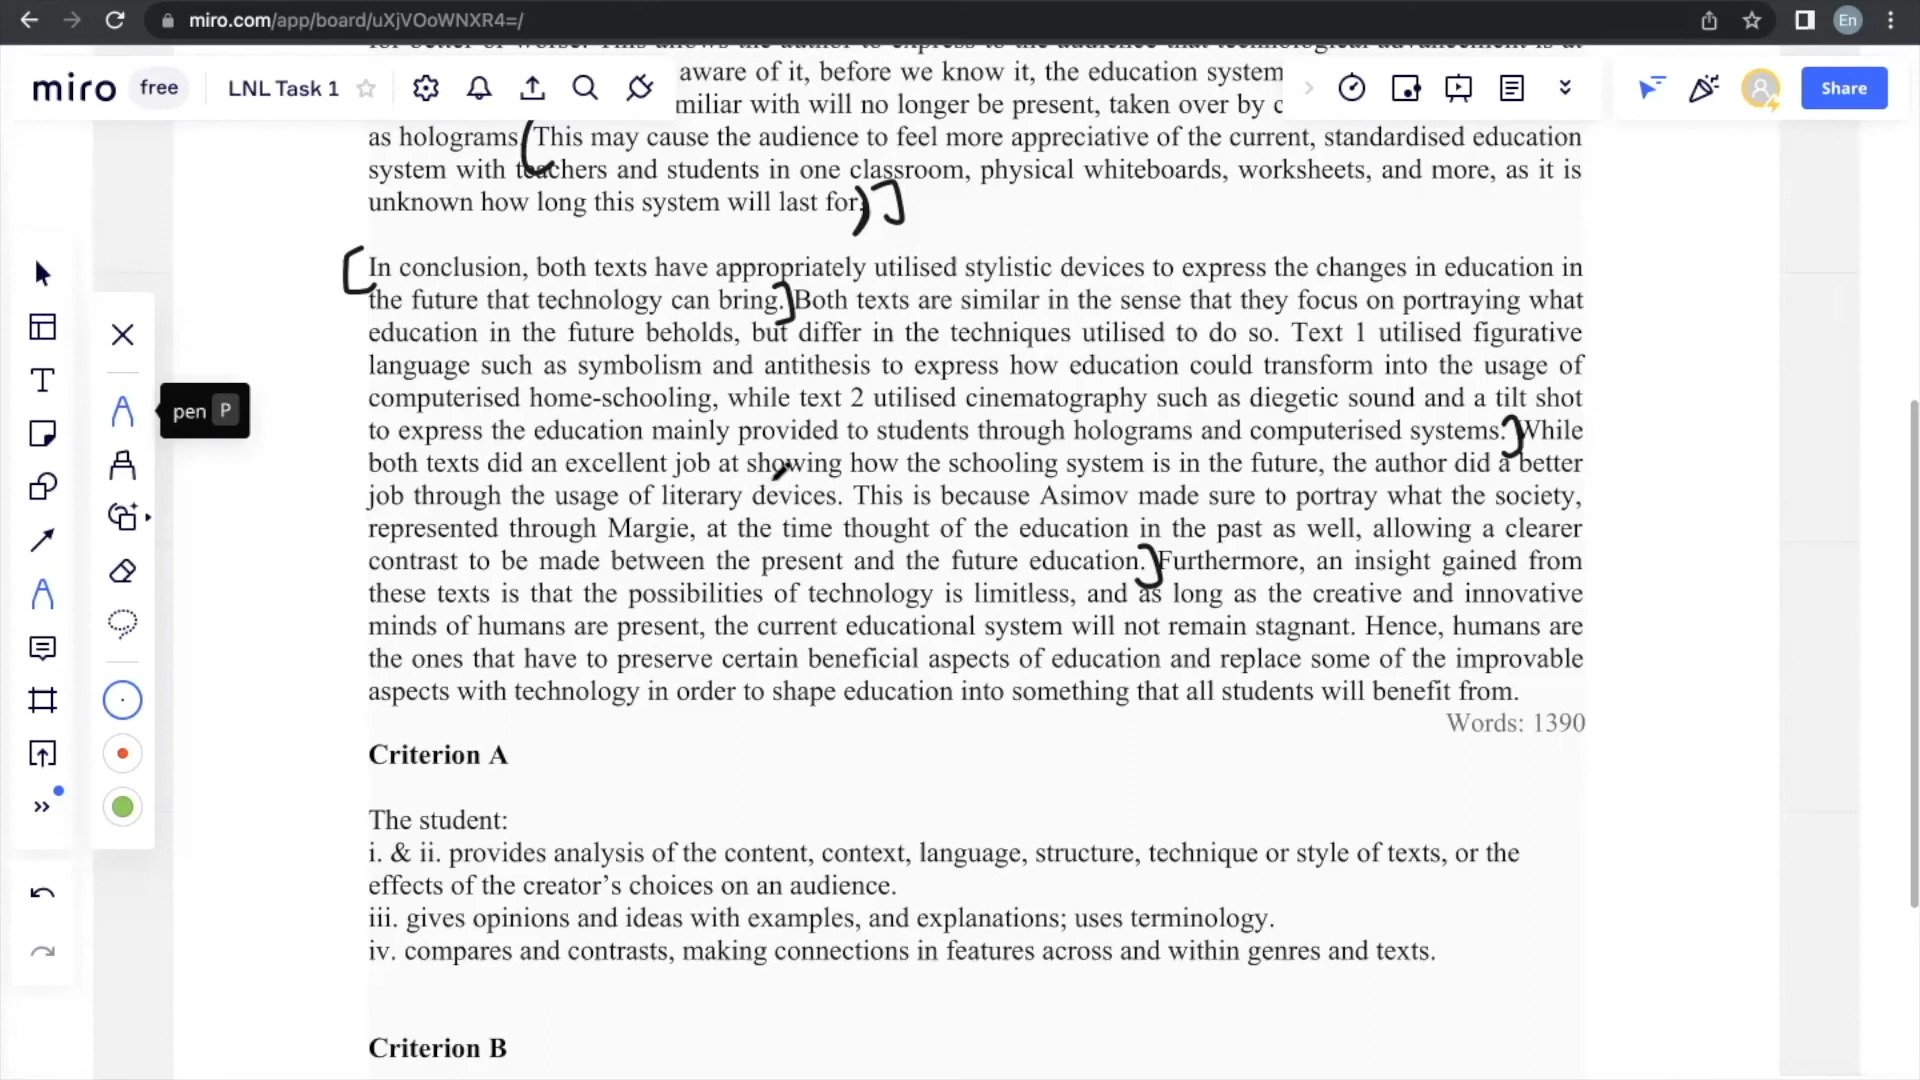 miro.com/app/board/uXjVOoWNXR4=/
En
for better or worse. This allows the author to express to the audience that technological advancement is at
miro free LNL Task 1 Share
aware of it, before we know it, the education system
miliar with will no longer be present, taken over by c
as holograms. This may cause the audience to feel more appreciative of the current, standardised education
system with teachers and students in one classroom, physical whiteboards, worksheets, and more, as it is
unknown how long this system will last for.
In conclusion, both texts have appropriately utilised stylistic devices to express the changes in education in
the future that technology can bring. Both texts are similar in the sense that they focus on portraying what
education in the future beholds, but differ in the techniques utilised to do so. Text 1 utilised figurative
language such as symbolism and antithesis to express how education could transform into the usage of
computerised home-schooling, while text 2 utilised cinematography such as diegetic sound and a tilt shot
to express the education mainly provided to students through holograms and computerised systems. While
both texts did an excellent job at showing how the schooling system is in the future, the author did a better
job through the usage of literary devices. This is because Asimov made sure to portray what the society,
represented through Margie, at the time thought of the education in the past as well, allowing a clearer
contrast to be made between the present and the future education. Furthermore, an insight gained from
these texts is that the possibilities of technology is limitless, and as long as the creative and innovative
minds of humans are present, the current educational system will not remain stagnant. Hence, humans are
the ones that have to preserve certain beneficial aspects of education and replace some of the improvable
aspects with technology in order to shape education into something that all students will benefit from.
Words: 1390
pen P
Criterion A
The student:
i. & ii. provides analysis of the content, context, language, structure, technique or style of texts, or the
effects of the creator’s choices on an audience.
iii. gives opinions and ideas with examples, and explanations; uses terminology.
iv. compares and contrasts, making connections in features across and within genres and texts.
Criterion B